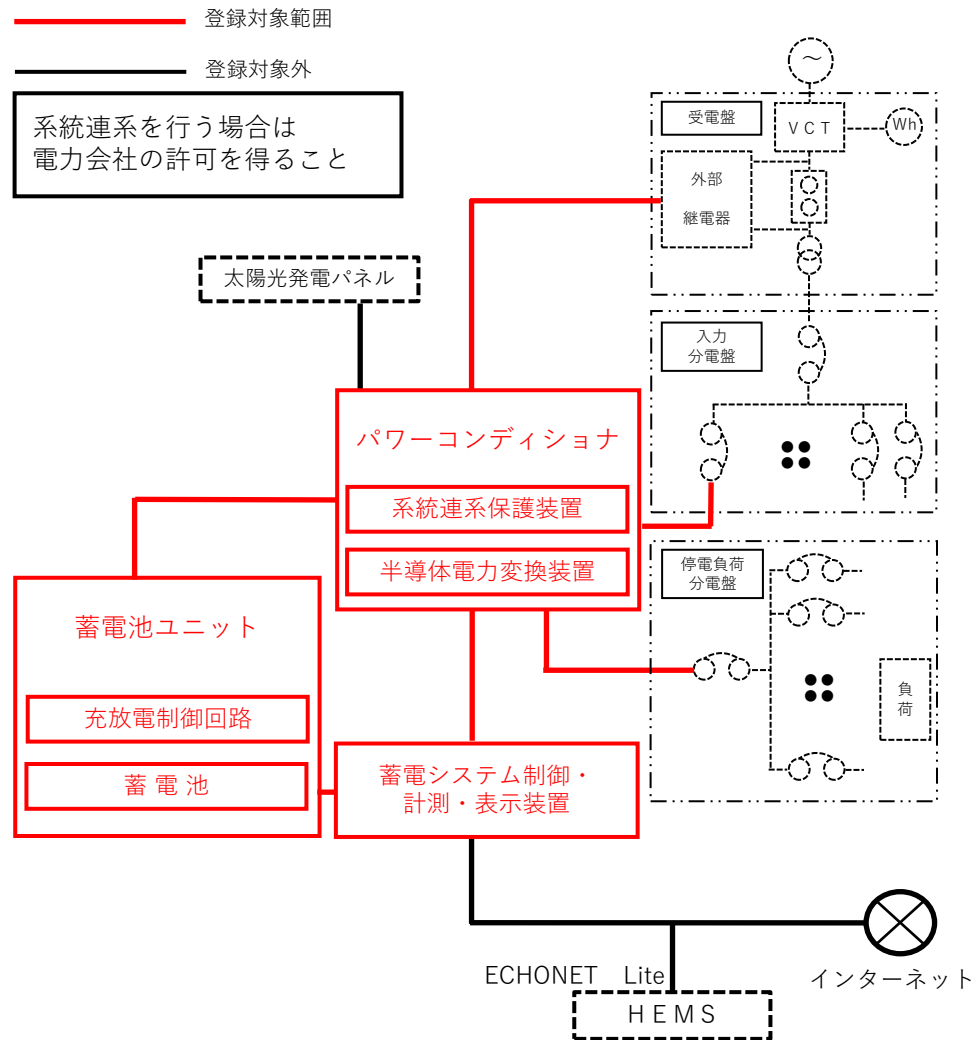 登録対象範囲
登録対象外
系統連系を行う場合は
電力会社の許可を得ること
～
受電盤
ＶＣＴ
Wh
外部
継電器
太陽光発電パネル
入力
分電盤
パワーコンディショナ
系統連系保護装置
半導体電力変換装置
停電負荷
分電盤
負
荷
蓄電池ユニット
充放電制御回路
蓄 電 池
蓄電システム制御・
計測・表示装置
ECHONET　Lite
インターネット
ＨＥＭＳ